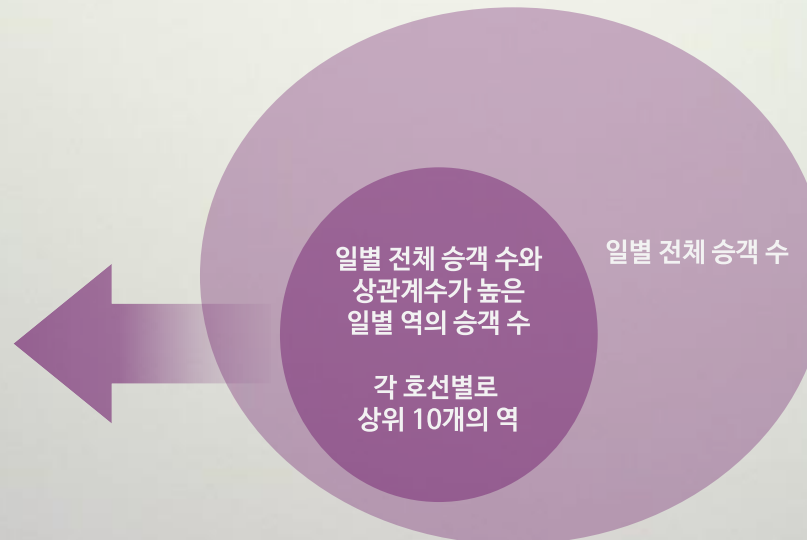 일별 전체 승객 수와
상관계수가 높은
일별 역의 승객 수
각 호선별로
상위 10개의 역
일별 전체 승객 수